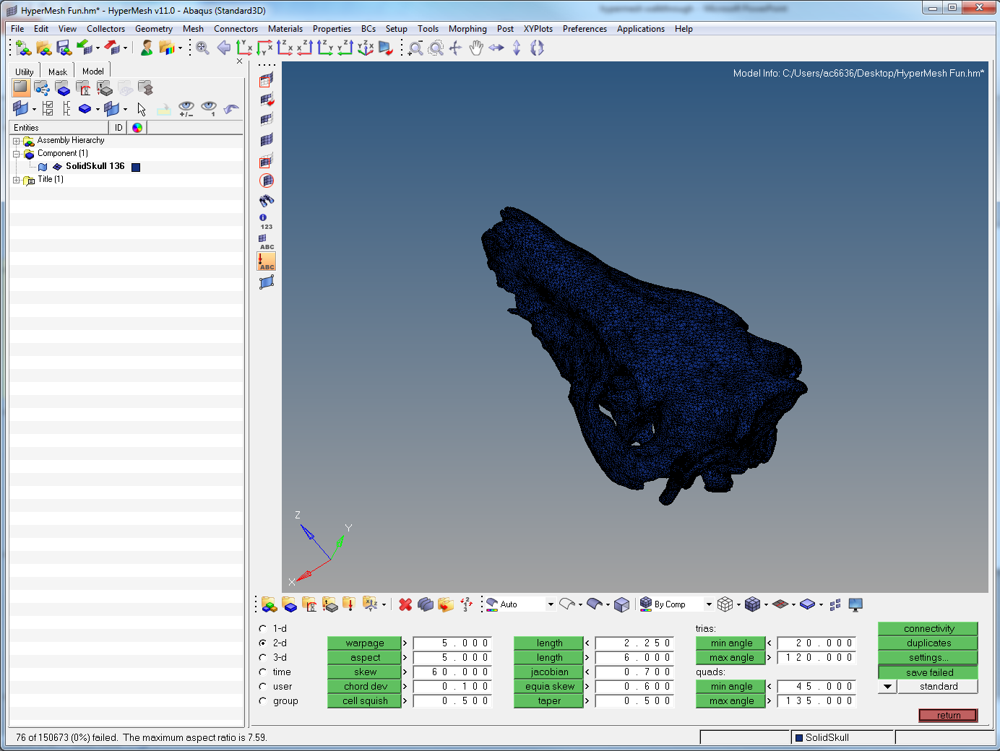 HyperMesh Fun.hm* - HyperMesh v11.0 - Abaqus (Standard3D)
File Edit View Collectors Geometry Mesh Connectors Materials Properties BCs Setup Tools Morphing Post XYPlots Preferences Applications Help
Utility Mask Model
Model Info: C:/Users/ac6636/Desktop/HyperMesh Fun.hm*
Entities ID
Assembly Hierarchy
Component (1)
SolidSkull 136
Title (1)
123
ABC
ABC
Z
Y
X
Auto By Comp
1-d trias: connectivity
2-d warpage > 5.000 length < 2.250 min angle < 20.000 duplicates
3-d aspect > 5.000 length > 6.000 max angle > 120.000 settings...
time skew > 60.000 jacobian < 0.700 quads: save failed
user chord dev > 0.100 equia skew > 0.600 min angle < 45.000 standard
group cell squish > 0.500 taper > 0.500 max angle > 135.000
return
76 of 150673 (0%) failed. The maximum aspect ratio is 7.59. SolidSkull